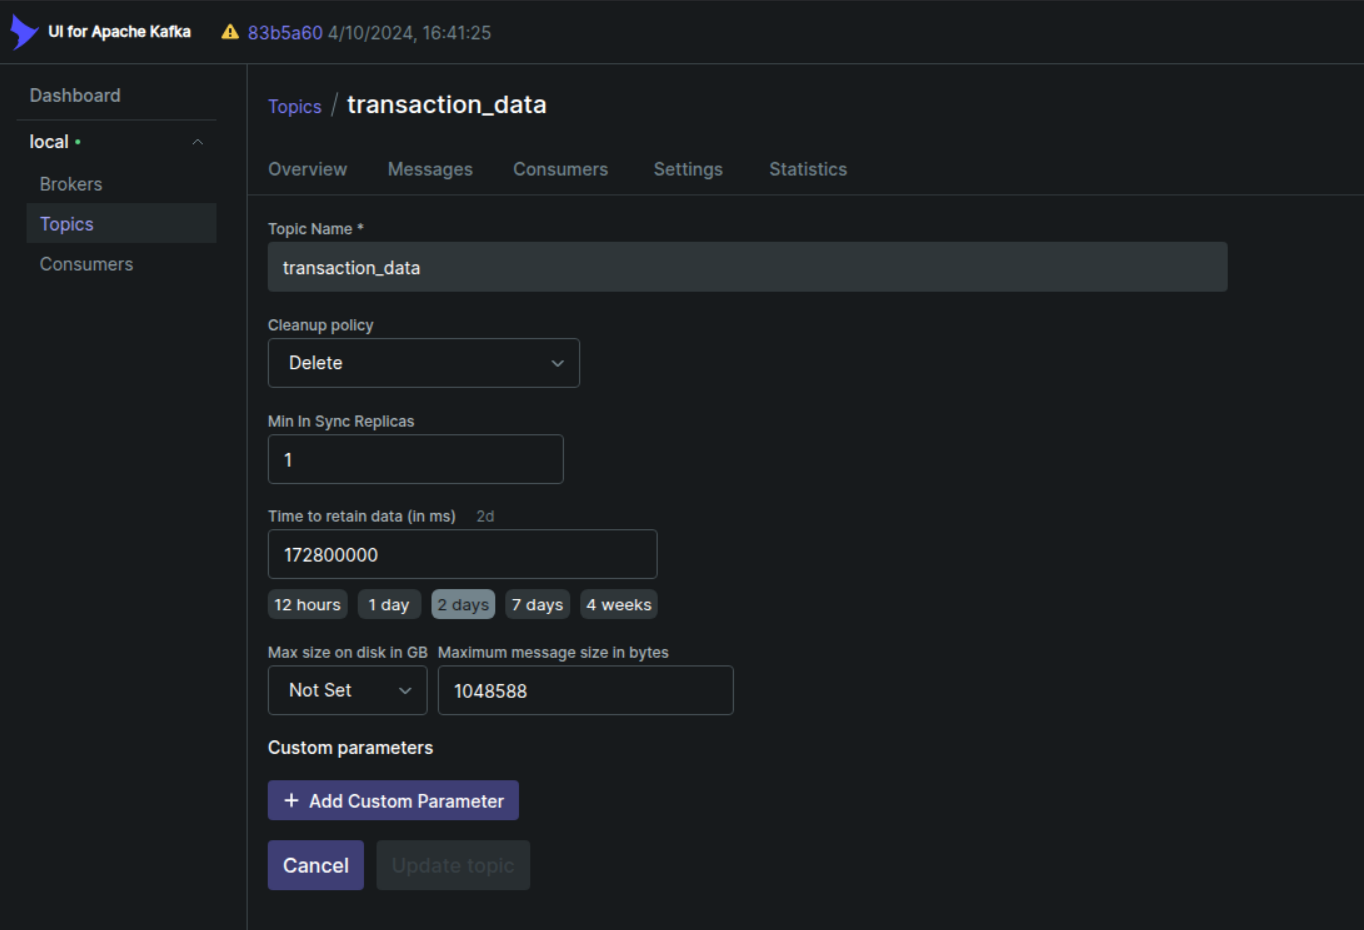 UI for Apache Kafka
83b5a60 4/10/2024, 16:41:25
Dashboard
local
Brokers
Topics
Consumers
Topics / transaction_data
Overview Messages Consumers Settings Statistics
Topic Name *
transaction_data
Cleanup policy
Delete
Min In Sync Replicas
1
Time to retain data (in ms) 2d
172800000
12 hours 1 day 2 days 7 days 4 weeks
Max size on disk in GB Maximum message size in bytes
Not Set 1048588
Custom parameters
+ Add Custom Parameter
Cancel Update topic